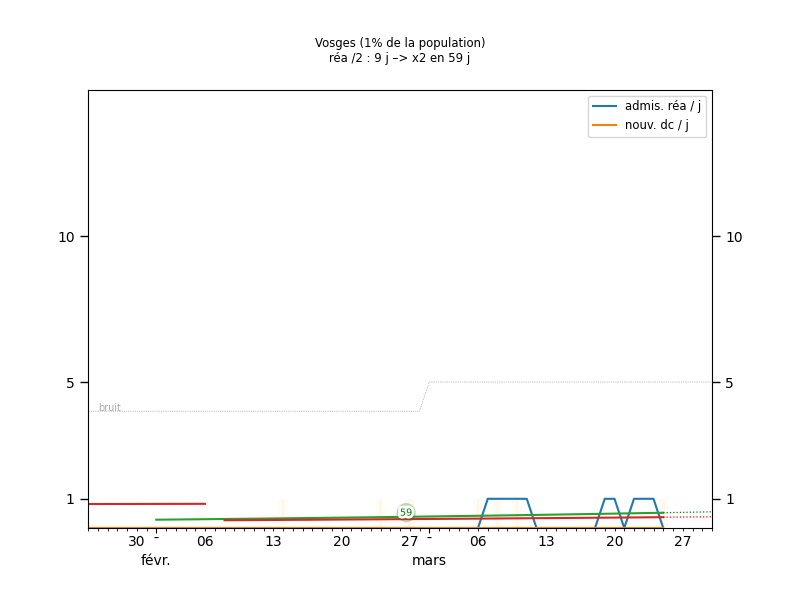 Vosges (1% de la population)
réa /2 : 9 j –> x2 en 59 j
admis. réa / j
nouv. dc / j
10 10
5 5
bruit
1 1
59
30 - 06 13 20 27 - 06 13 20 27
févr. mars